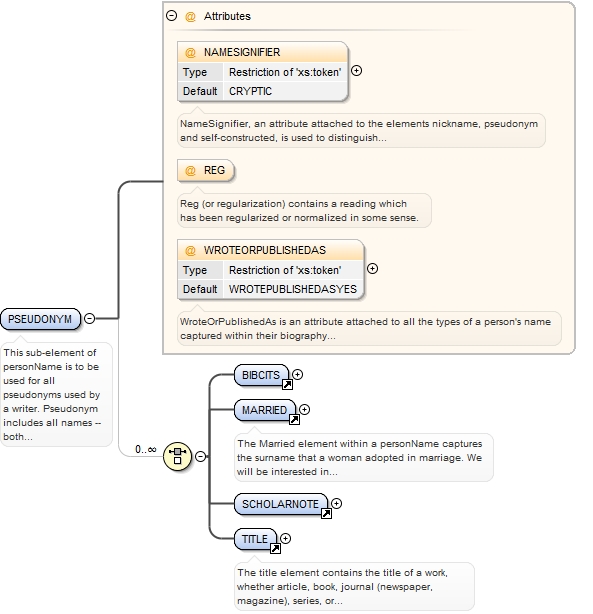 Attributes
@ NAMESIGNIFIER
Type Restriction of 'xs:token'
Default CRYPTIC
NameSignifier, an attribute attached to the elements nickname, pseudonym
and self-constructed, is used to distinguish...
@ REG
Reg (or regularization) contains a reading which
has been regularized or normalized in some sense.
@ WROTEORPUBLISHEDAS
Type Restriction of 'xs:token'
Default WROTEPUBLISHEDASYES
WroteOrPublishedAs is an attribute attached to all the types of a person's name
captured within their biography...
PSEUDONYM
This sub-element of
personName is to be
used for all
pseudonyms used by
a writer. Pseudonym
includes all names --
both...
0..∞
BIBCITS
MARRIED
The Married element within a personName captures
the surname that a woman adopted in marriage. We
will be interested in...
SCHOLARNOTE
TITLE
The title element contains the title of a work,
whether article, book, journal (newspaper,
magazine), series, or...